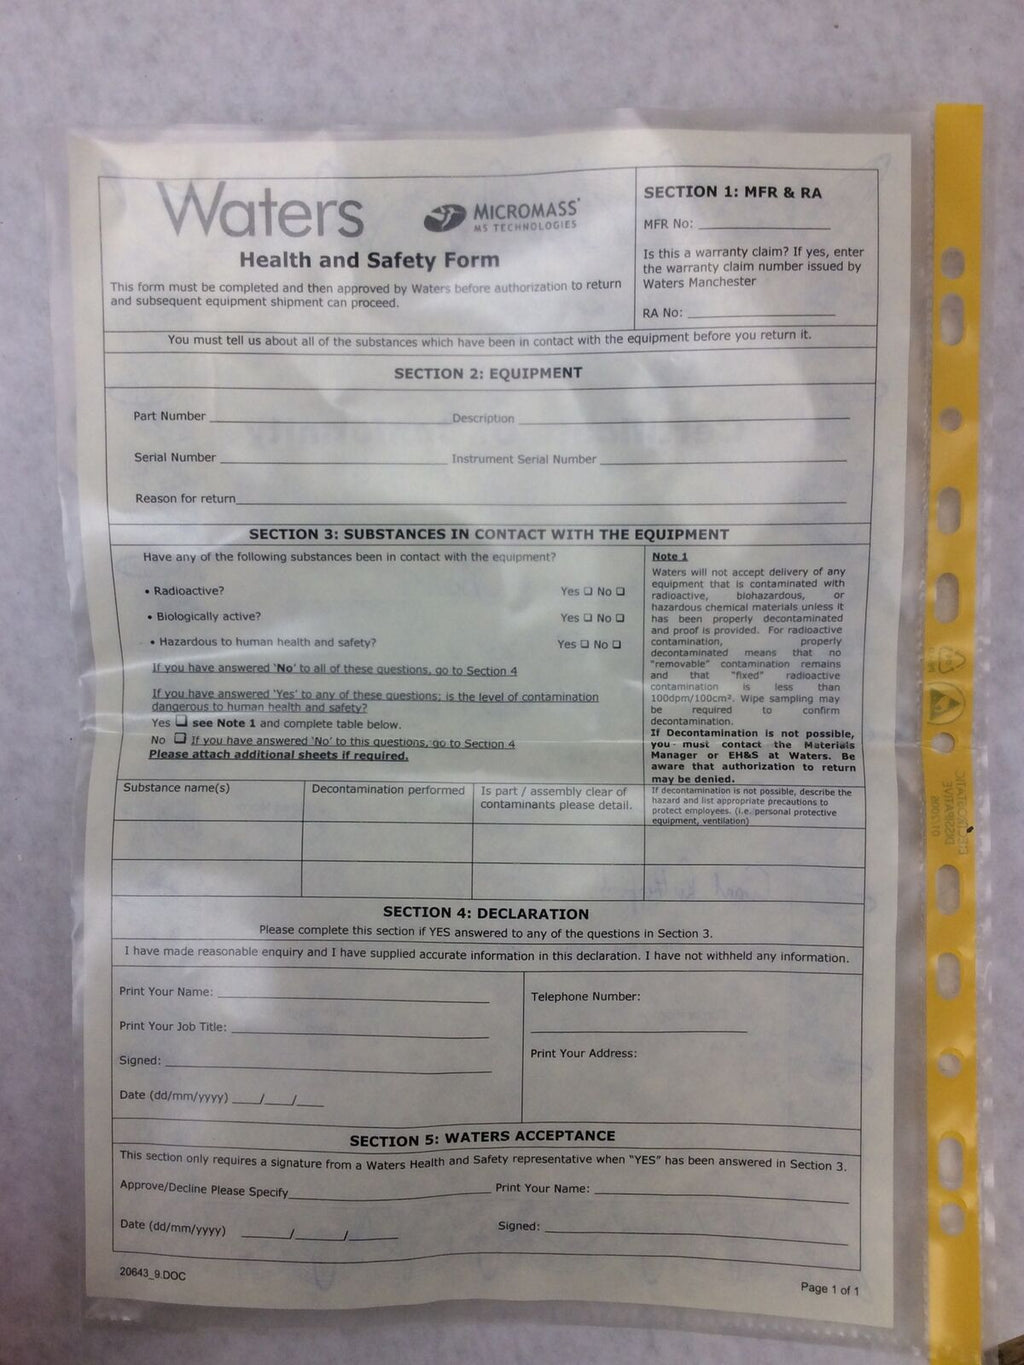 Waters
MICROMASS
MS TECHNOLOGIES
Health and Safety Form
This form must be completed and then approved by Waters before authorization to return
and subsequent equipment shipment can proceed.
SECTION 1: MFR & RA
MFR No:
Is this a warranty claim? If yes, enter
the warranty claim number issued by
Waters Manchester
RA No:
You must tell us about all of the substances which have been in contact with the equipment before you return it.
SECTION 2: EQUIPMENT
Part Number
Description
Serial Number
Instrument Serial Number
Reason for return
SECTION 3: SUBSTANCES IN CONTACT WITH THE EQUIPMENT
Have any of the following substances been in contact with the equipment?
• Radioactive? Yes ☐ No ☐
• Biologically active? Yes ☐ No ☐
• Hazardous to human health and safety? Yes ☐ No ☐
If you have answered 'No' to all of these questions, go to Section 4
If you have answered 'Yes' to any of these questions; is the level of contamination
dangerous to human health and safety?
Yes ☐ see Note 1 and complete table below.
No ☐ If you have answered 'No' to this questions, go to Section 4
Please attach additional sheets if required.
Note 1
Waters will not accept delivery of any
equipment that is contaminated with
radioactive, biohazardous, or
hazardous chemical materials unless it
has been properly decontaminated
and proof is provided. For radioactive
contamination, properly
decontaminated means that no
"removable" contamination remains
and that "fixed" radioactive
contamination is less than
100dpm/100cm². Wipe sampling may
be required to confirm
decontamination.
If Decontamination is not possible,
you must contact the Materials
Manager or EH&S at Waters. Be
aware that authorization to return
may be denied.
Substance name(s)
Decontamination performed
Is part / assembly clear of
contaminants please detail.
If decontamination is not possible, describe the
hazard and list appropriate precautions to
protect employees. (i.e. personal protective
equipment, ventilation)
SECTION 4: DECLARATION
Please complete this section if YES answered to any of the questions in Section 3.
I have made reasonable enquiry and I have supplied accurate information in this declaration. I have not withheld any information.
Print Your Name:
Print Your Job Title:
Signed:
Date (dd/mm/yyyy) ____/____/____
Telephone Number:
Print Your Address:
SECTION 5: WATERS ACCEPTANCE
This section only requires a signature from a Waters Health and Safety representative when "YES" has been answered in Section 3.
Approve/Decline Please Specify
Print Your Name:
Date (dd/mm/yyyy) ______/______/______
Signed:
20643_9.DOC
Page 1 of 1